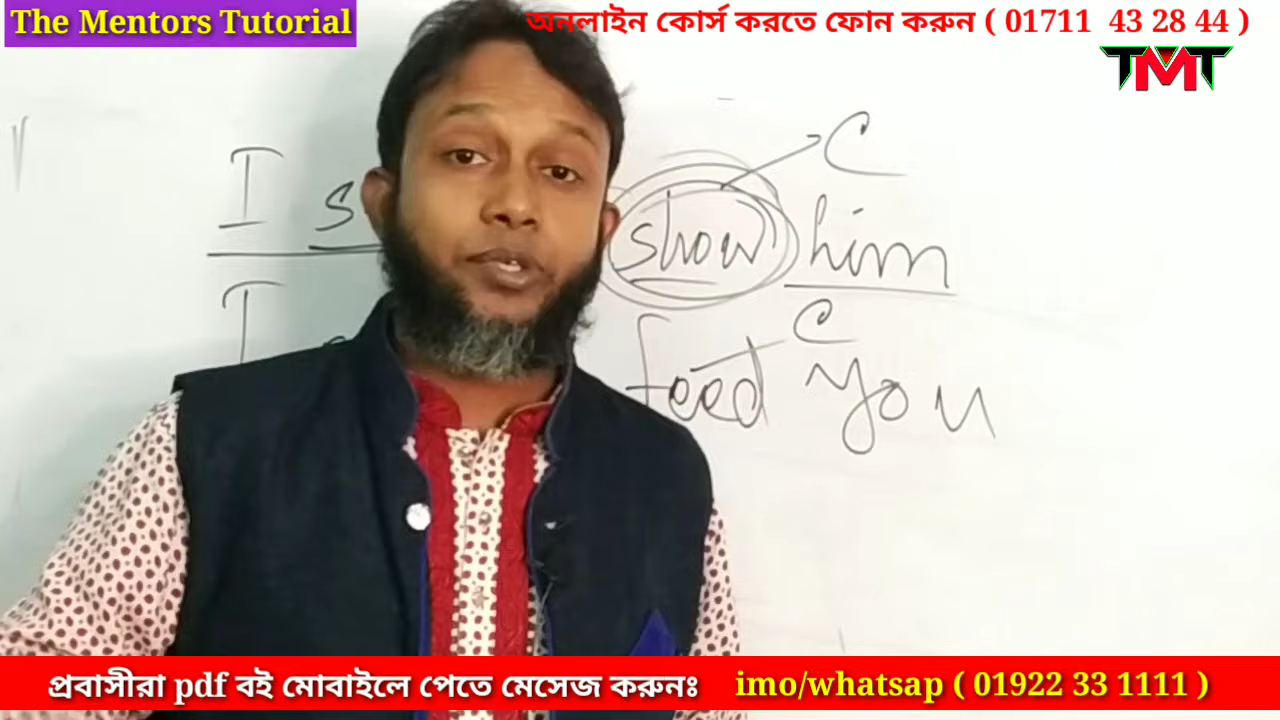 The Mentors Tutorial
অনলাইন কোর্স করতে ফোন করুন ( 01711 43 28 44 )
TMT
C
I s show him
I feed you
C
প্রবাসীরা pdf বই মোবাইলে পেতে মেসেজ করুনঃ imo/whatsap ( 01922 33 1111 )